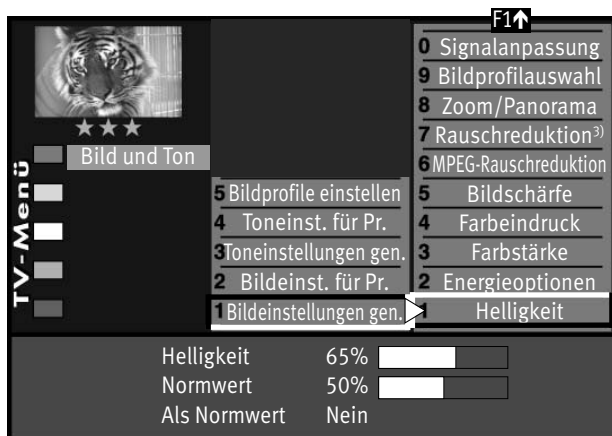 F1↑
0 Signalanpassung
9 Bildprofilauswahl
8 Zoom/Panorama
7 Rauschreduktion3)
6 MPEG-Rauschreduktion
5 Bildschärfe
4 Farbeindruck
3 Farbstärke
2 Energieoptionen
1 Helligkeit
TV-Menü
Bild und Ton
5 Bildprofile einstellen
4 Toneinst. für Pr.
3 Toneinstellungen gen.
2 Bildeinst. für Pr.
1 Bildeinstellungen gen.
Helligkeit 65%
Normwert 50%
Als Normwert Nein